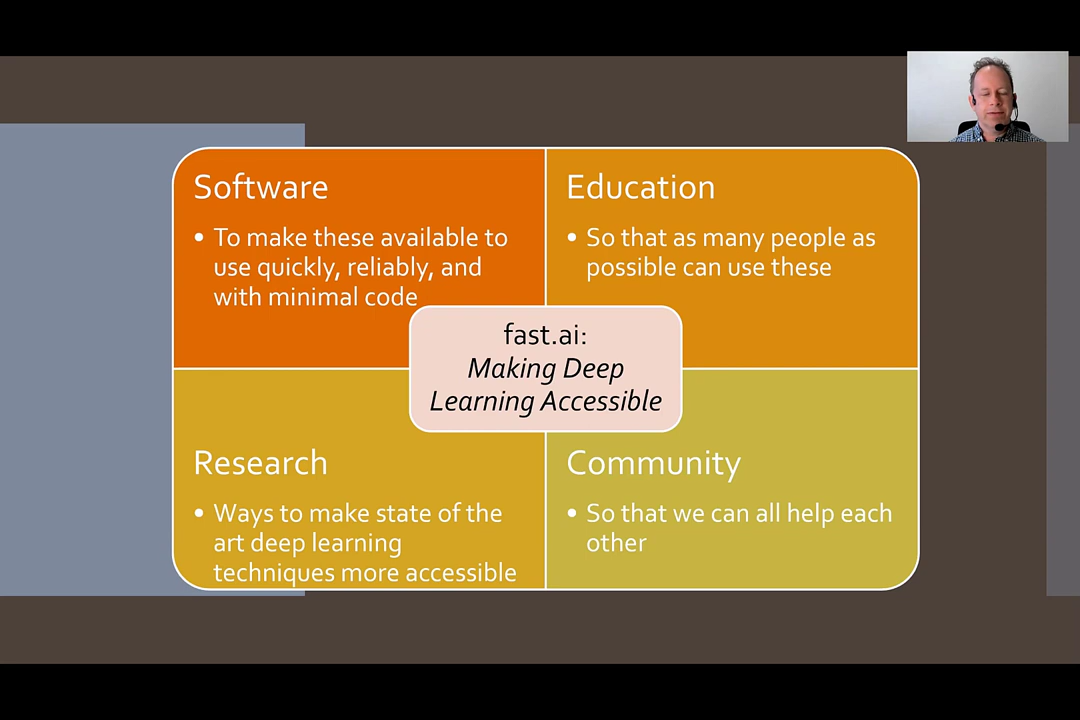 Software
• To make these available to
use quickly, reliably, and
with minimal code
Education
• So that as many people as
possible can use these
fast.ai:
Making Deep
Learning Accessible
Research
• Ways to make state of the
art deep learning
techniques more accessible
Community
• So that we can all help each
other